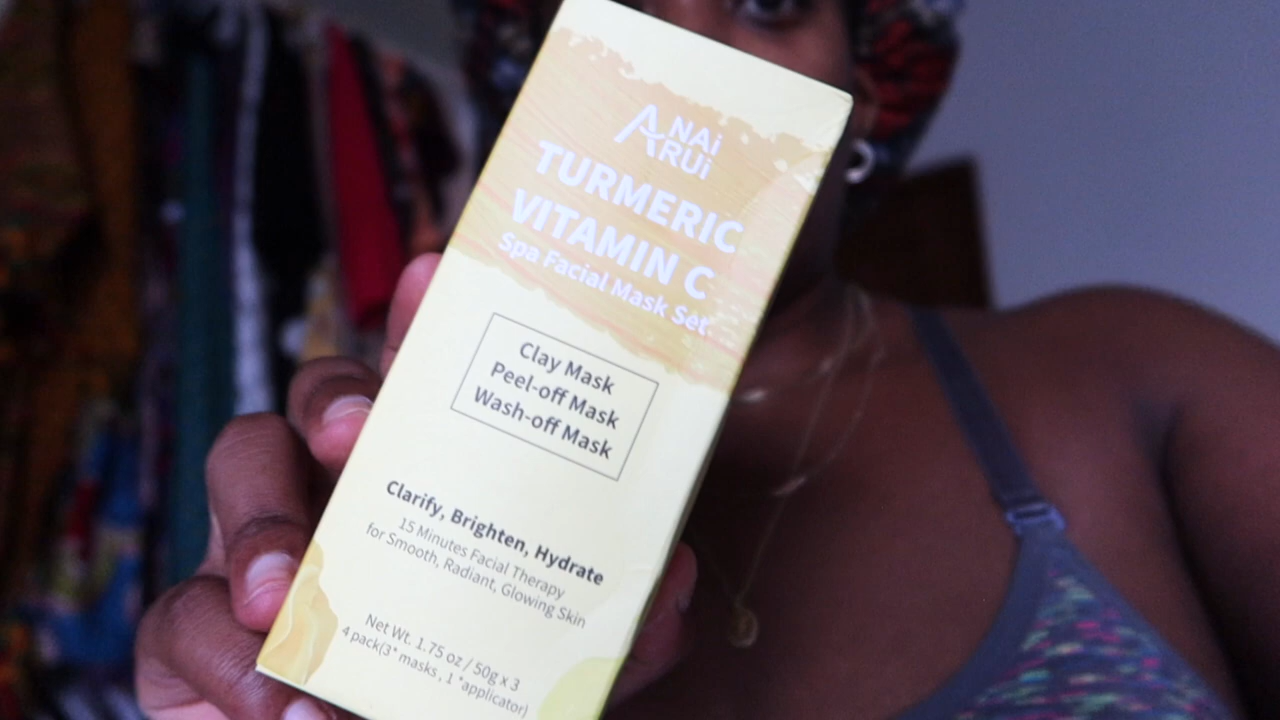 ANAi
RUi
TURMERIC
VITAMIN C
Spa Facial Mask Set
Clay Mask
Peel-off Mask
Wash-off Mask
Clarify, Brighten, Hydrate
15 Minutes Facial Therapy
for Smooth, Radiant, Glowing Skin
Net Wt. 1.75 oz / 50g x 3
4 pack(3* masks , 1 *applicator)